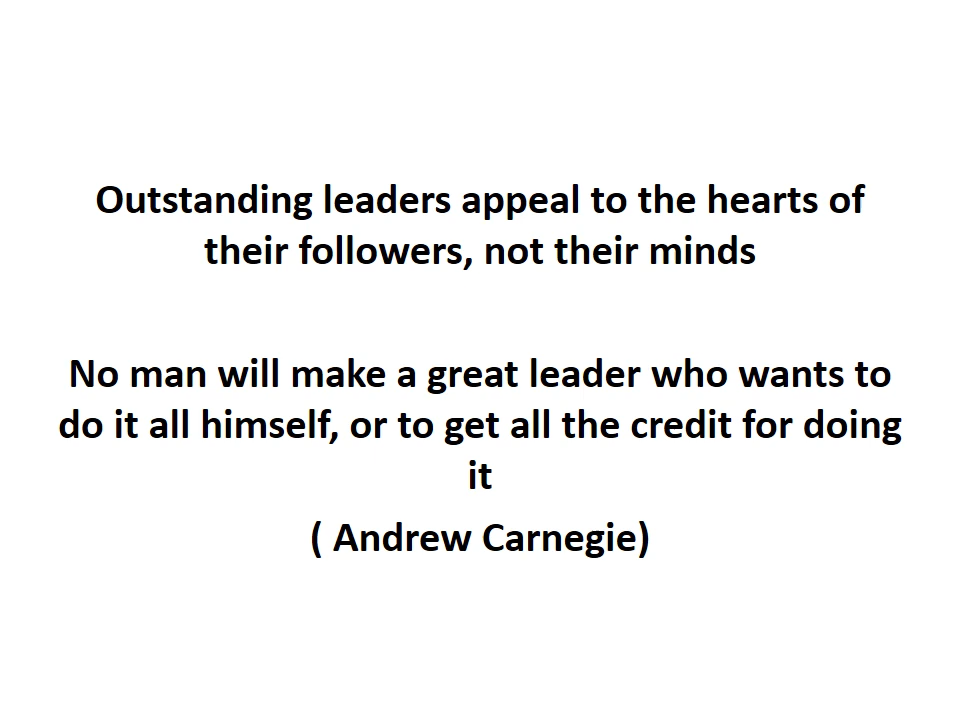 Outstanding leaders appeal to the hearts of
their followers, not their minds
No man will make a great leader who wants to
do it all himself, or to get all the credit for doing
it
( Andrew Carnegie)